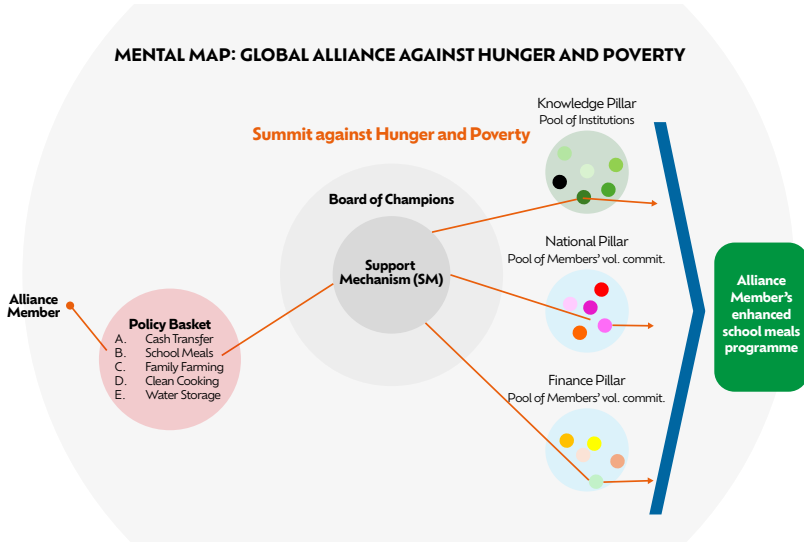 MENTAL MAP: GLOBAL ALLIANCE AGAINST HUNGER AND POVERTY
Summit against Hunger and Poverty
Board of Champions
Support
Mechanism (SM)
Alliance
Member
Policy Basket
A. Cash Transfer
B. School Meals
C. Family Farming
D. Clean Cooking
E. Water Storage
Knowledge Pillar
Pool of Institutions
National Pillar
Pool of Members' vol. commit.
Finance Pillar
Pool of Members' vol. commit.
Alliance
Member's
enhanced
school meals
programme